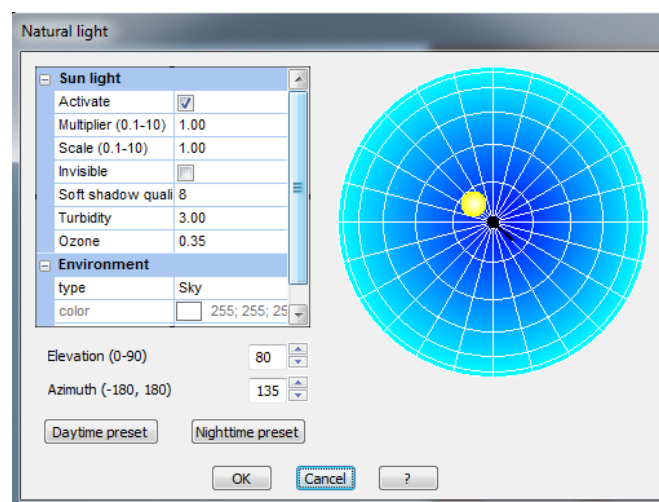 Natural light
Sun light
Activate
Multiplier (0.1-10) 1.00
Scale (0.1-10) 1.00
Invisible
Soft shadow quali 8
Turbidity 3.00
Ozone 0.35
Environment
type Sky
color 255; 255; 25
Elevation (0-90) 80
Azimuth (-180, 180) 135
Daytime preset Nighttime preset
OK Cancel ?